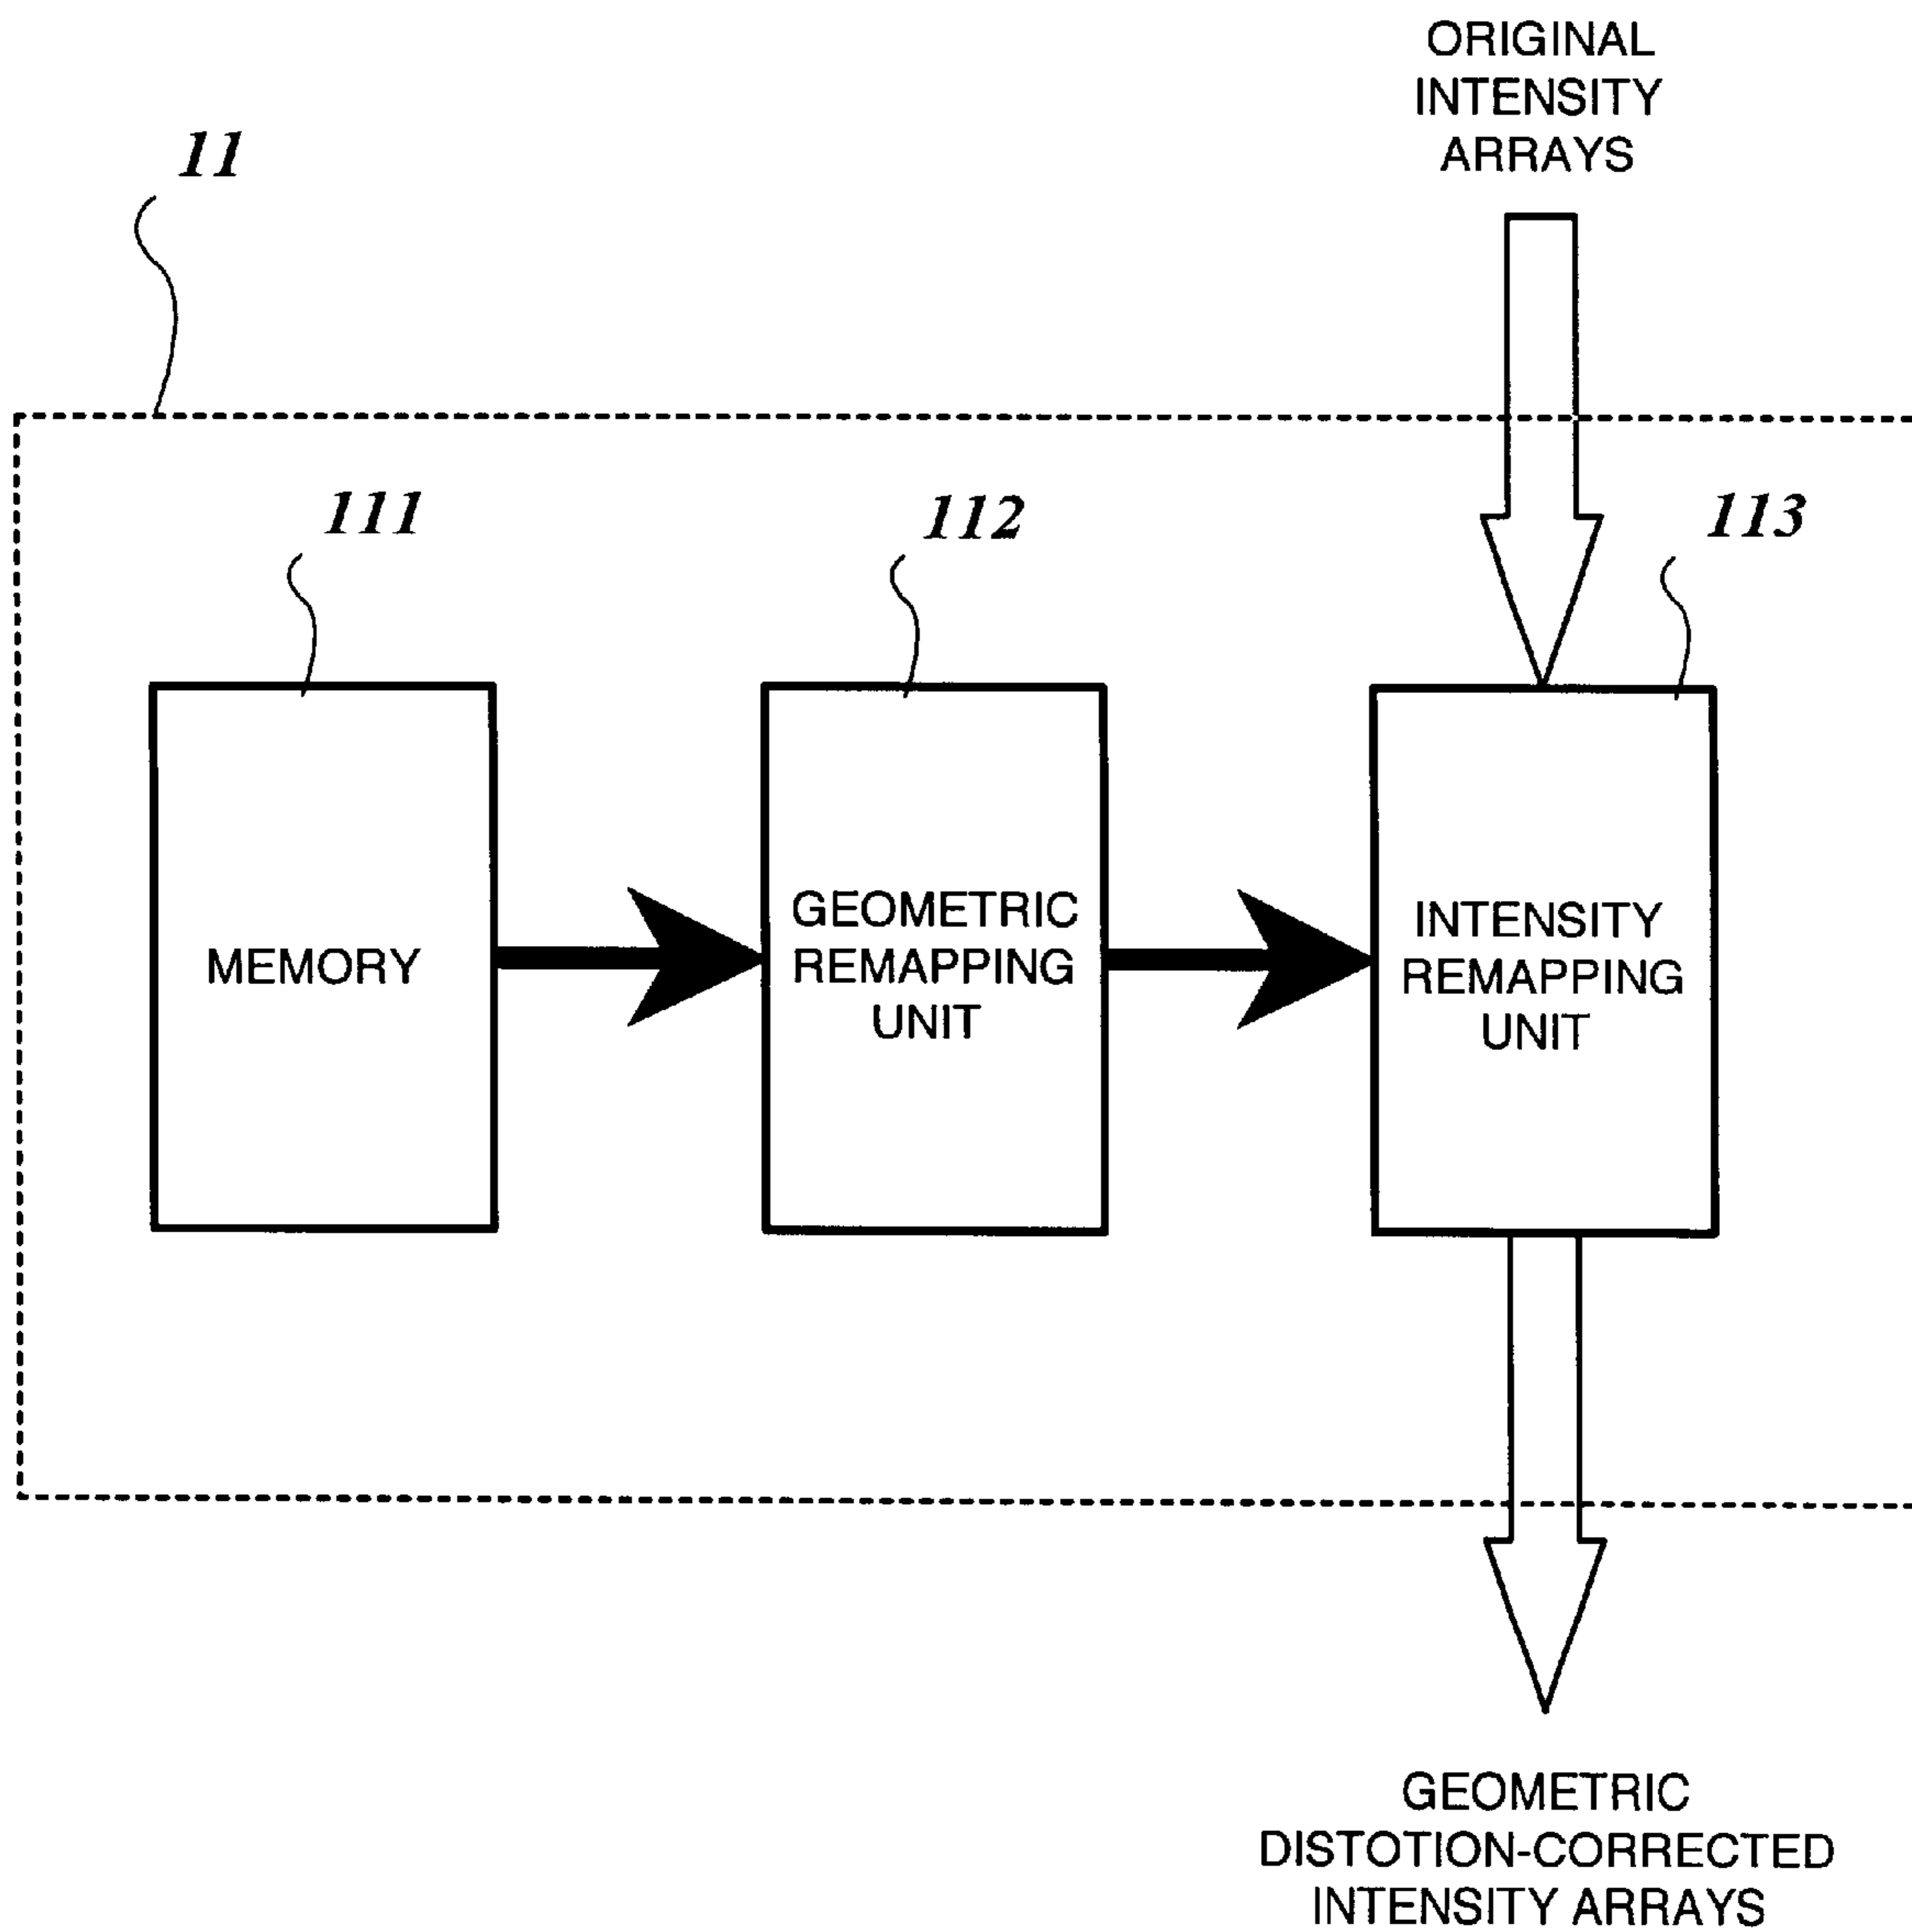 ORIGINAL
INTENSITY
ARRAYS
11
111
112
113
MEMORY
GEOMETRIC
REMAPPING
UNIT
INTENSITY
REMAPPING
UNIT
GEOMETRIC
DISTOTION-CORRECTED
INTENSITY ARRAYS